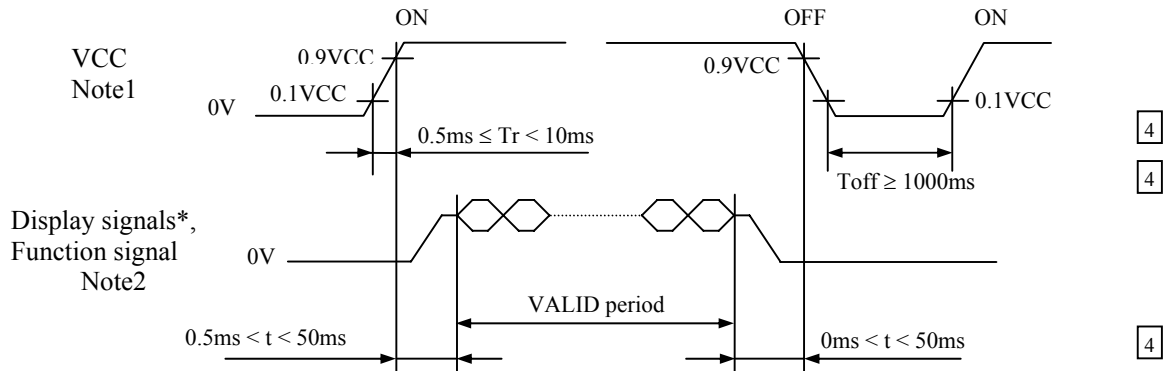 ON OFF ON
VCC
Note1
0.9VCC 0.9VCC
0.1VCC 0.1VCC
0V
4
0.5ms ≤ Tr < 10ms
Toff ≥ 1000ms 4
Display signals*,
Function signal
Note2
0V
VALID period
0.5ms < t < 50ms 0ms < t < 50ms 4